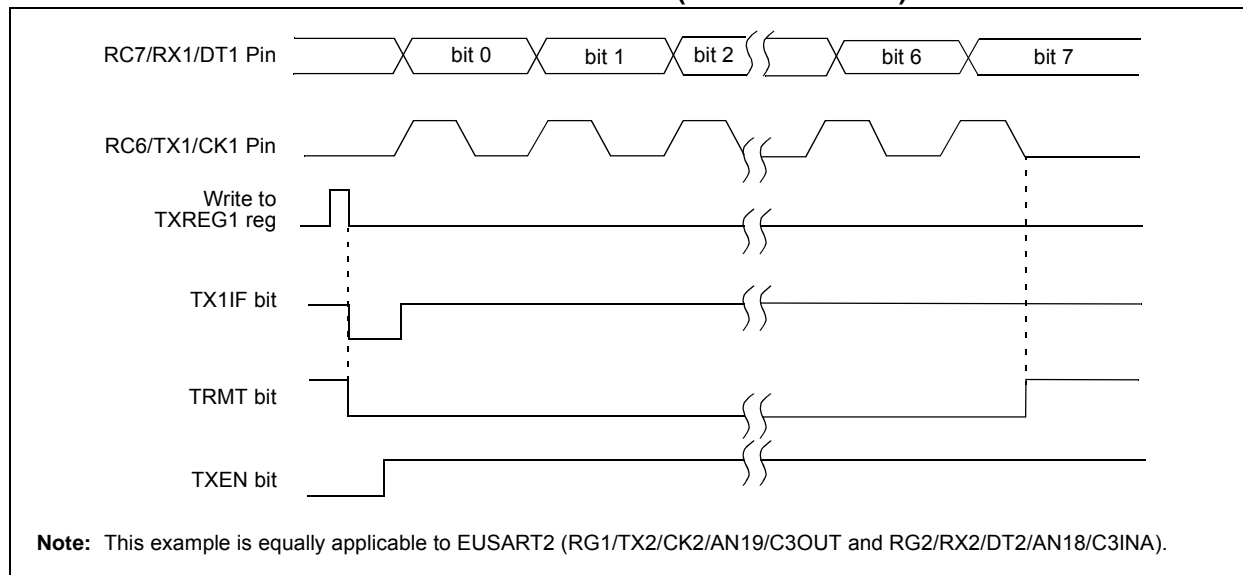 RC7/RX1/DT1 Pin
bit 0
bit 1
bit 2
bit 6
bit 7
RC6/TX1/CK1 Pin
Write to
TXREG1 reg
TX1IF bit
TRMT bit
TXEN bit
Note: This example is equally applicable to EUSART2 (RG1/TX2/CK2/AN19/C3OUT and RG2/RX2/DT2/AN18/C3INA).